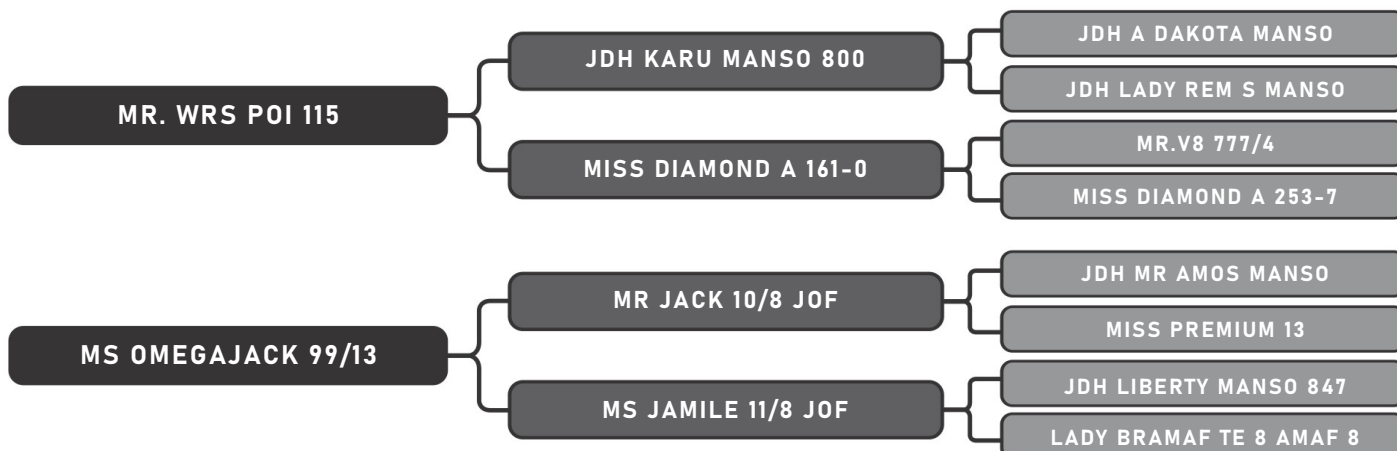 JDH A DAKOTA MANSO
JDH KARU MANSO 800
JDH LADY REM S MANSO
MR. WRS POI 115
MR.V8 777/4
MISS DIAMOND A 161-0
MISS DIAMOND A 253-7
JDH MR AMOS MANSO
MR JACK 10/8 JOF
MISS PREMIUM 13
MS OMEGAJACK 99/13
JDH LIBERTY MANSO 847
MS JAMILE 11/8 JOF
LADY BRAMAF TE 8 AMAF 8